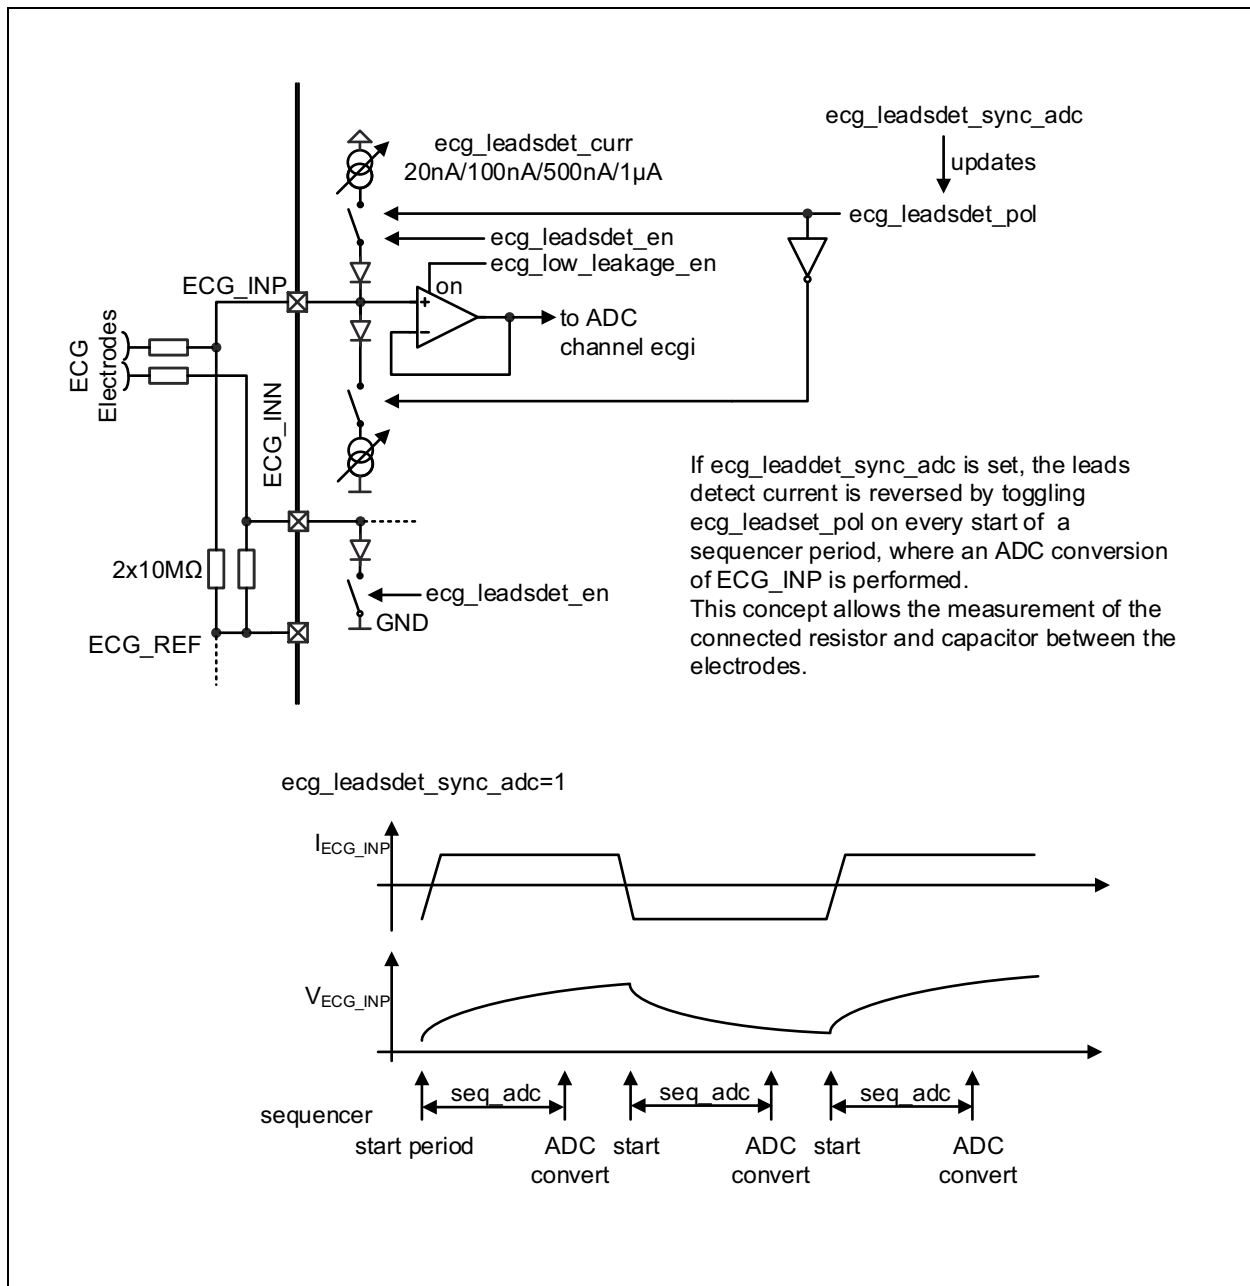 ecg_leadsdet_sync_adc
updates
ecg_leadsdet_pol
ecg_leadsdet_curr
20nA/100nA/500nA/1µA
ecg_leadsdet_en
ecg_low_leakage_en
ECG_INP
on
+
−
to ADC
channel ecgi
ECG
Electrodes
ECG_INN
2x10MΩ
ecg_leadsdet_en
GND
ECG_REF
If ecg_leaddet_sync_adc is set, the leads
detect current is reversed by toggling
ecg_leadset_pol on every start of a
sequencer period, where an ADC conversion
of ECG_INP is performed.
This concept allows the measurement of the
connected resistor and capacitor between the
electrodes.
ecg_leadsdet_sync_adc=1
IECG_INP
VECG_INP
seq_adc seq_adc seq_adc
sequencer
start period ADC start ADC start ADC
convert convert convert